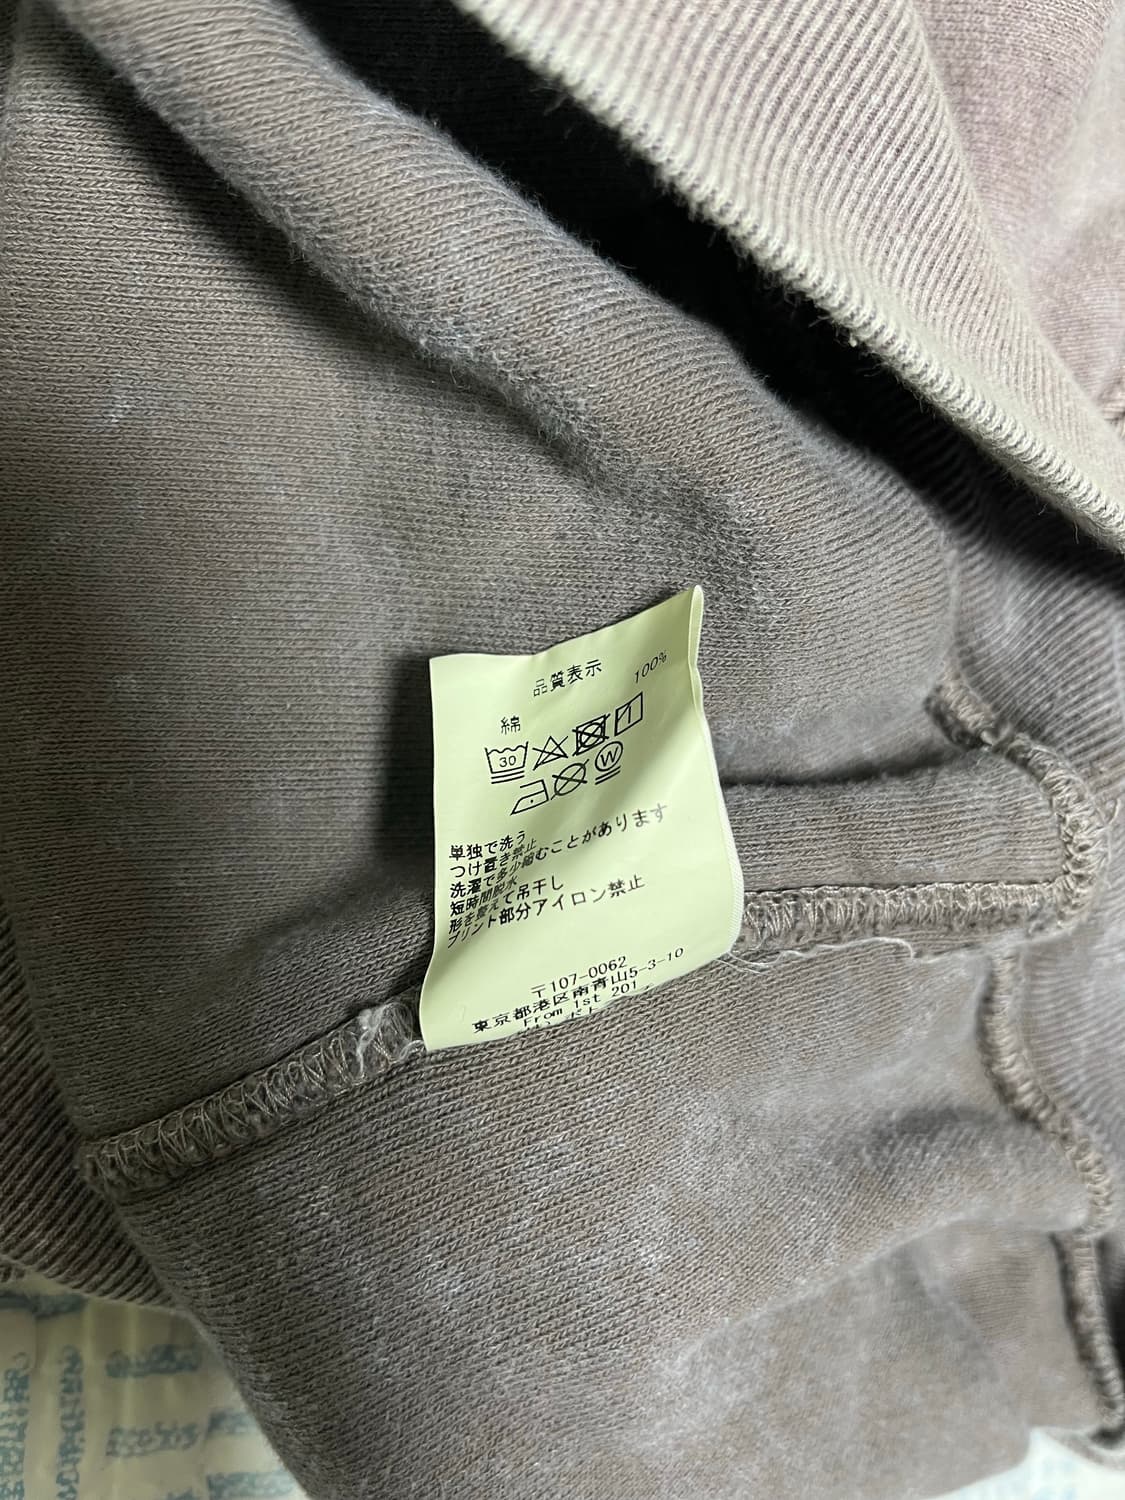 品質表示
綿 100%
30
W
単独で洗う
つけ置き禁止
洗濯で多少縮むことがあります
短時間脱水
形を整えて吊干し
プリント部分アイロン禁止
〒107-0062
東京都港区南青山5-3-10
From 1st 201